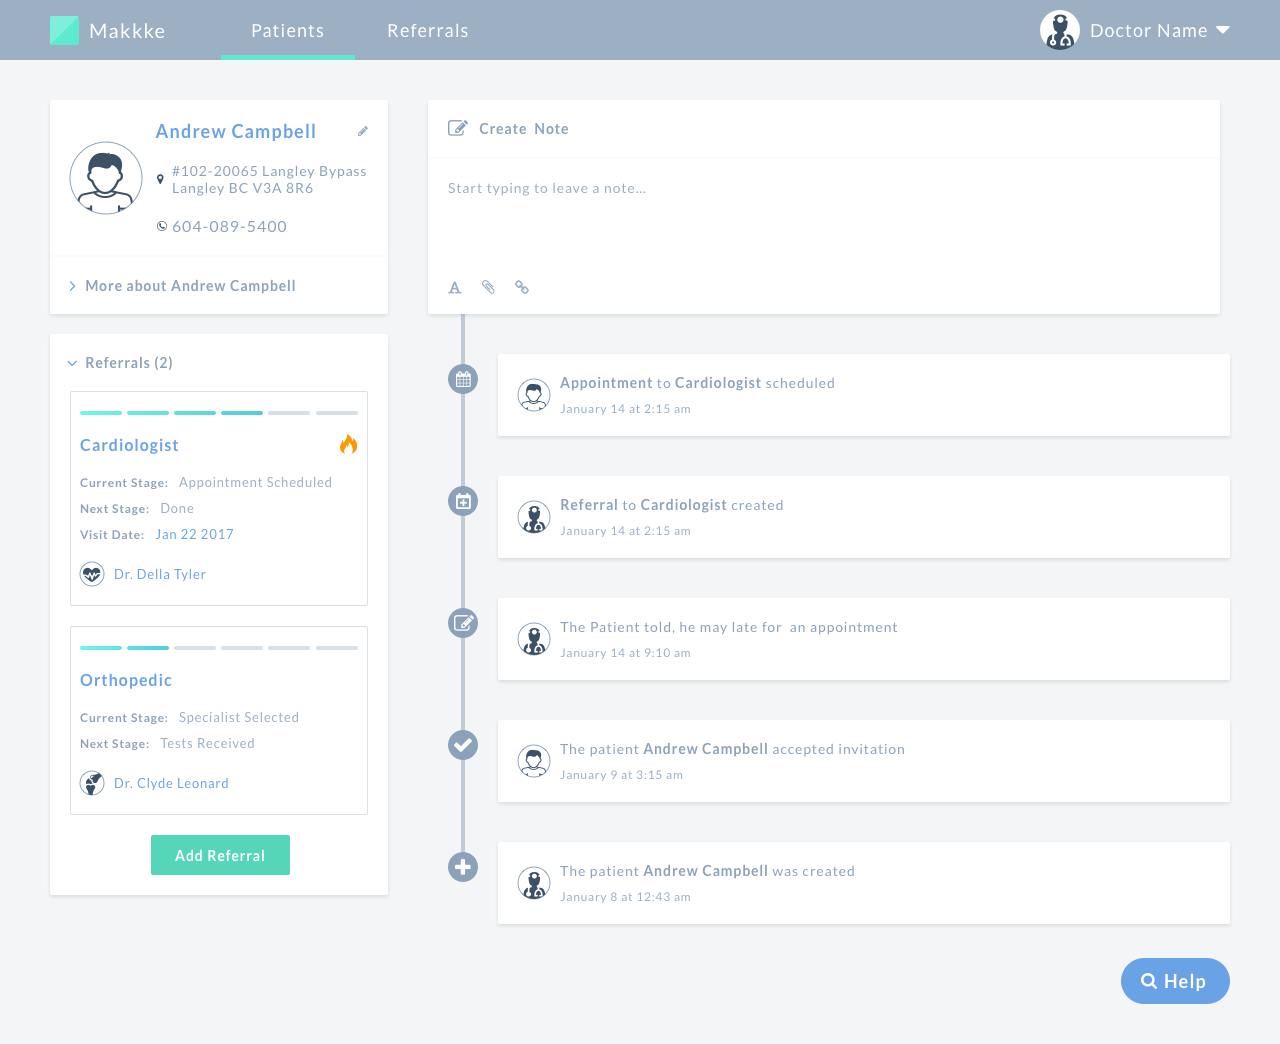 Makkke
Patients
Referrals
Doctor Name
Andrew Campbell
#102-20065 Langley Bypass
Langley BC V3A 8R6
604-089-5400
More about Andrew Campbell
Referrals (2)
Cardiologist
Current Stage: Appointment Scheduled
Next Stage: Done
Visit Date: Jan 22 2017
Dr. Della Tyler
Orthopedic
Current Stage: Specialist Selected
Next Stage: Tests Received
Dr. Clyde Leonard
Add Referral
Create Note
Start typing to leave a note...
A
Appointment to Cardiologist scheduled
January 14 at 2:15 am
Referral to Cardiologist created
January 14 at 2:15 am
The Patient told, he may late for an appointment
January 14 at 9:10 am
The patient Andrew Campbell accepted invitation
January 9 at 3:15 am
The patient Andrew Campbell was created
January 8 at 12:43 am
Help